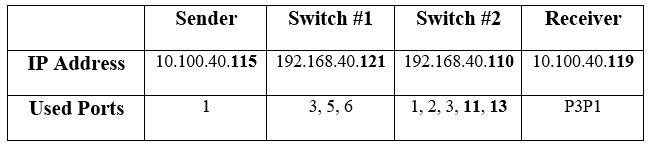 Sender Switch #1 Switch #2 Receiver
IP Address 10.100.40.115 192.168.40.121 192.168.40.110 10.100.40.119
Used Ports 1 3, 5, 6 1, 2, 3, 11, 13 P3P1